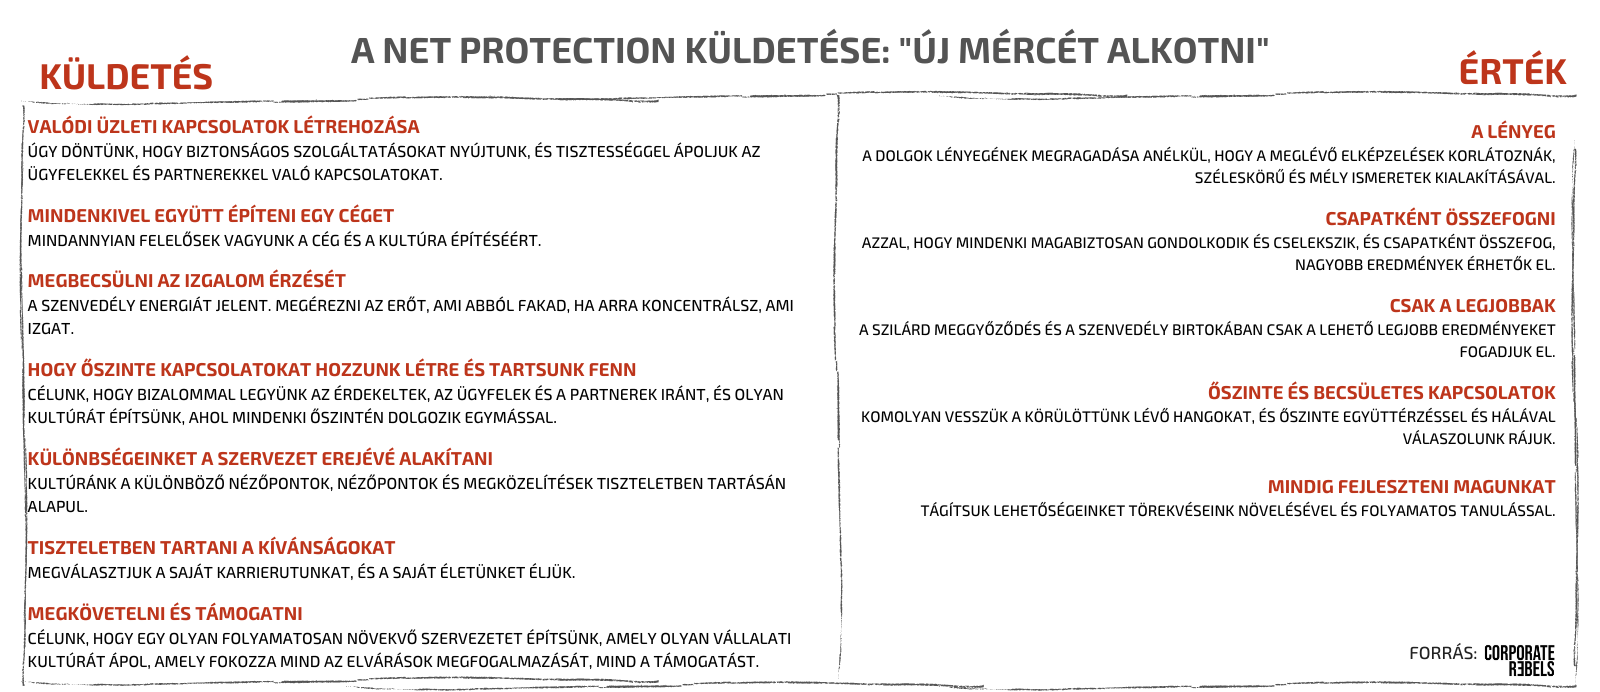 A NET PROTECTION KÜLDETÉSE: "ÚJ MÉRCÉT ALKOTNI"
KÜLDETÉS
VALÓDI ÜZLETI KAPCSOLATOK LÉTREHOZÁSA
ÚGY DÖNTÜNK, HOGY BIZTONSÁGOS SZOLGÁLTATÁSOKAT NYÚJTUNK, ÉS TISZTESSÉGGEL ÁPOLJUK AZ
ÜGYFELEKKEL ÉS PARTNEREKKEL VALÓ KAPCSOLATOKAT.
MINDENKIVEL EGYÜTT ÉPÍTENI EGY CÉGET
MINDANNYIAN FELELŐSEK VAGYUNK A CÉG ÉS A KULTÚRA ÉPÍTÉSÉÉRT.
MEGBECSÜLNI AZ IZGALOM ÉRZÉSÉT
A SZENVEDÉLY ENERGIÁT JELENT. MEGÉREZNI AZ ERŐT, AMI ABBÓL FAKAD, HA ARRA KONCENTRÁLSZ, AMI
IZGAT.
HOGY ŐSZINTE KAPCSOLATOKAT HOZZUNK LÉTRE ÉS TARTSUNK FENN
CÉLUNK, HOGY BIZALOMMAL LEGYÜNK AZ ÉRDEKELTEK, AZ ÜGYFELEK ÉS A PARTNEREK IRÁNT, ÉS OLYAN
KULTÚRÁT ÉPÍTSÜNK, AHOL MINDENKI ŐSZINTÉN DOLGOZIK EGYMÁSSAL.
KÜLÖNBSÉGEINKET A SZERVEZET EREJÉVÉ ALAKÍTANI
KULTÚRÁNK A KÜLÖNBÖZŐ NÉZŐPONTOK, NÉZŐPONTOK ÉS MEGKÖZELÍTÉSEK TISZTELETBEN TARTÁSÁN
ALAPUL.
TISZTELETBEN TARTANI A KÍVÁNSÁGOKAT
MEGVÁLASZTJUK A SAJÁT KARRIERUTUNKAT, ÉS A SAJÁT ÉLETÜNKET ÉLJÜK.
MEGKÖVETELNI ÉS TÁMOGATNI
CÉLUNK, HOGY EGY OLYAN FOLYAMATOSAN NÖVEKVŐ SZERVEZETET ÉPÍTSÜNK, AMELY OLYAN VÁLLALATI
KULTÚRÁT ÁPOL, AMELY FOKOZZA MIND AZ ELVÁRÁSOK MEGFOGALMAZÁSÁT, MIND A TÁMOGATÁST.
ÉRTÉK
A LÉNYEG
A DOLGOK LÉNYEGÉNEK MEGRAGADÁSA ANÉLKÜL, HOGY A MEGLÉVŐ ELKÉPZELÉSEK KORLÁTOZNÁK,
SZÉLESKÖRŰ ÉS MÉLY ISMERETEK KIALAKÍTÁSÁVAL.
CSAPATKÉNT ÖSSZEFOGNI
AZZAL, HOGY MINDENKI MAGABIZTOSAN GONDOLKODIK ÉS CSELEKSZIK, ÉS CSAPATKÉNT ÖSSZEFOG,
NAGYOBB EREDMÉNYEK ÉRHETŐK EL.
CSAK A LEGJOBBAK
A SZILÁRD MEGGYŐZŐDÉS ÉS A SZENVEDÉLY BIRTOKÁBAN CSAK A LEHETŐ LEGJOBB EREDMÉNYEKET
FOGADJUK EL.
ŐSZINTE ÉS BECSÜLETES KAPCSOLATOK
KOMOLYAN VESSZÜK A KÖRÜLÖTTÜNK LÉVŐ HANGOKAT, ÉS ŐSZINTE EGYÜTTÉRZÉSSEL ÉS HÁLÁVAL
VÁLASZOLUNK RÁJUK.
MINDIG FEJLESZTENI MAGUNKAT
TÁGÍTSUK LEHETŐSÉGEINKET TÖREKVÉSEINK NÖVELÉSÉVEL ÉS FOLYAMATOS TANULÁSSAL.
FORRÁS: CORPORATE
REBELS